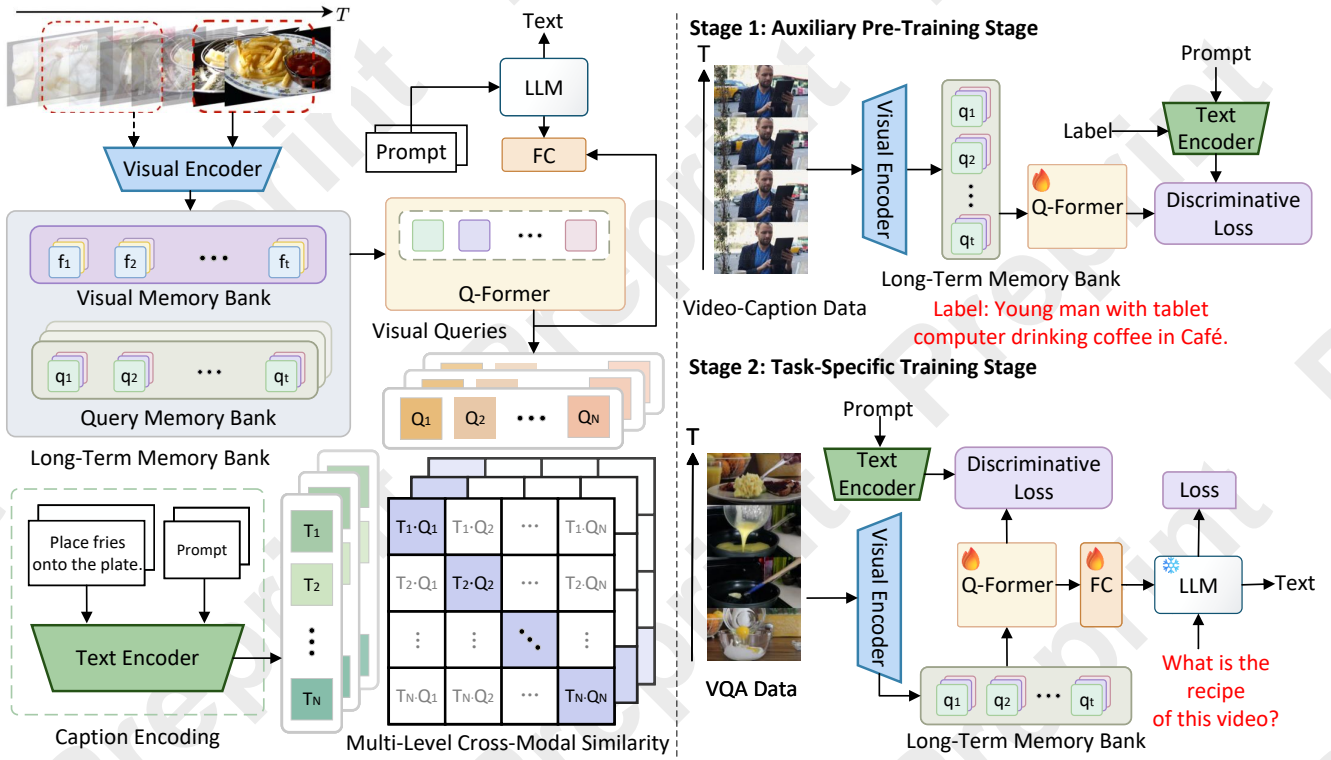 T
Visual Encoder
f1
f2
•••
ft
Visual Memory Bank
q1
q2
•••
qt
Query Memory Bank
Long-Term Memory Bank
Text
LLM
Prompt
FC
•••
Q-Former
Visual Queries
Q1
Q2
•••
QN
Place fries
onto the plate.
Prompt
Text Encoder
Caption Encoding
T1
T2
⋮
TN
T1·Q1
T1·Q2
···
T1·QN
T2·Q1
T2·Q2
···
T2·QN
⋮
⋮
⋱
⋮
TN·Q1
TN·Q2
···
TN·QN
Multi-Level Cross-Modal Similarity
Stage 1: Auxiliary Pre-Training Stage
T
Video-Caption Data
Visual Encoder
q1
q2
⋮
qt
Long-Term Memory Bank
Q-Former
Prompt
Label
Text
Encoder
Discriminative
Loss
Label: Young man with tablet
computer drinking coffee in Café.
Stage 2: Task-Specific Training Stage
T
VQA Data
Prompt
Text
Encoder
Discriminative
Loss
Loss
Visual Encoder
Q-Former
FC
LLM
Text
q1
q2
•••
qt
Long-Term Memory Bank
What is the
recipe
of this video?
Preprint
Preprint
Preprint
Preprint